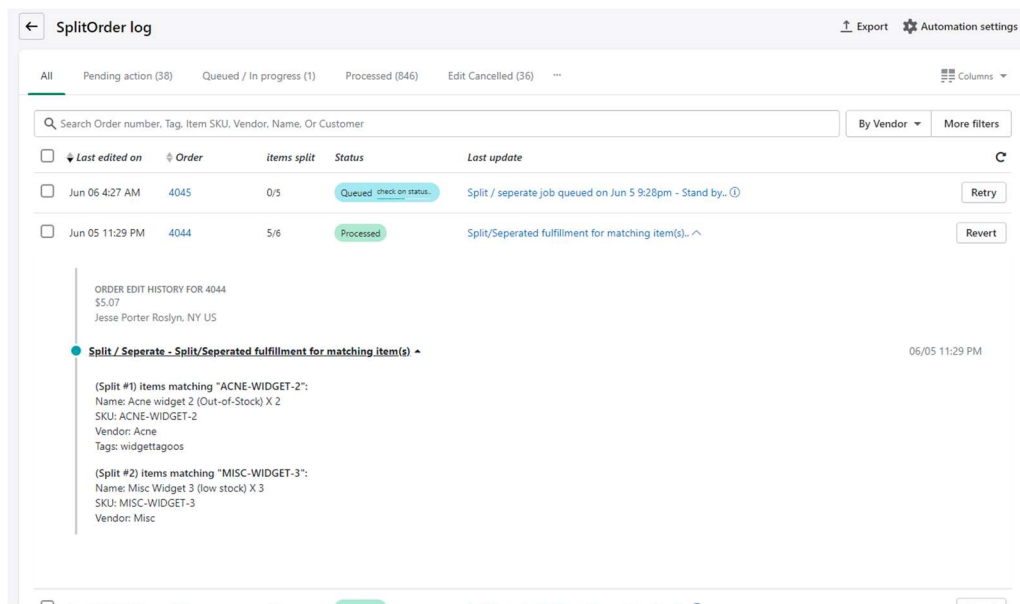 SplitOrder log
Export Automation settings
All Pending action (38) Queued / In progress (1) Processed (846) Edit Cancelled (36) ... Columns
Search Order number, Tag, Item SKU, Vendor, Name, Or Customer By Vendor More filters
Last edited on Order items split Status Last update
Jun 06 4:27 AM 4045 0/5 Queued check on status.. Split / seperate job queued on Jun 5 9:28pm - Stand by.. Retry
Jun 05 11:29 PM 4044 5/6 Processed Split/Seperated fulfillment for matching item(s).. Revert
ORDER EDIT HISTORY FOR 4044
$5.07
Jesse Porter Roslyn, NY US
Split / Seperate - Split/Seperated fulfillment for matching item(s) 06/05 11:29 PM
(Split #1) items matching "ACNE-WIDGET-2":
Name: Acne widget 2 (Out-of-Stock) X 2
SKU: ACNE-WIDGET-2
Vendor: Acne
Tags: widgettagoos
(Split #2) items matching "MISC-WIDGET-3":
Name: Misc Widget 3 (low stock) X 3
SKU: MISC-WIDGET-3
Vendor: Misc